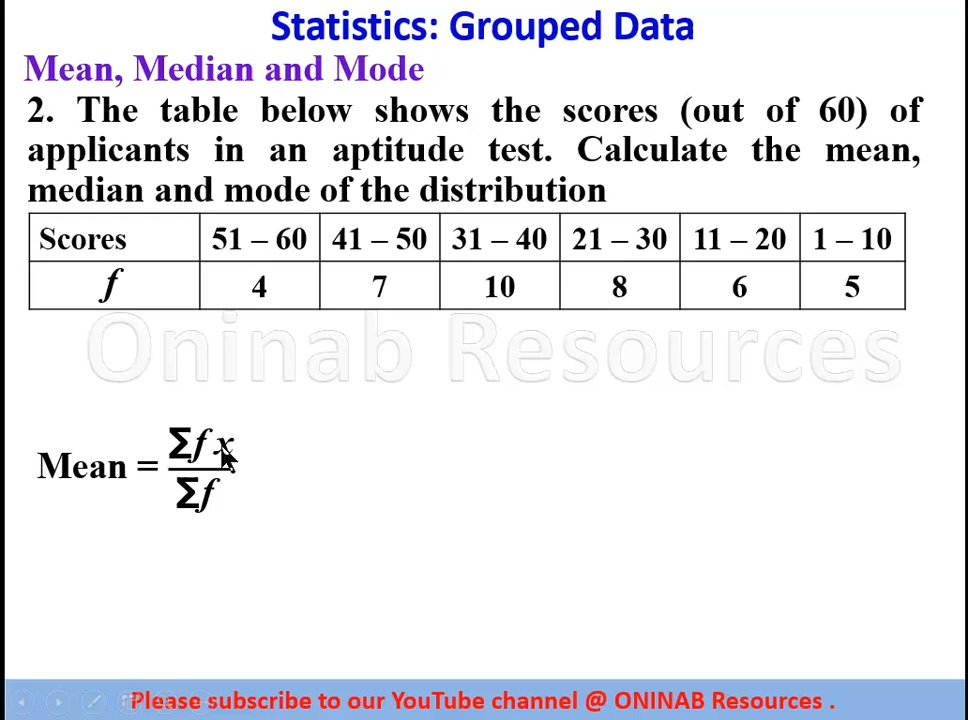 Statistics: Grouped Data
Mean, Median and Mode
2. The table below shows the scores (out of 60) of
applicants in an aptitude test. Calculate the mean,
median and mode of the distribution
Scores 51 – 60 41 – 50 31 – 40 21 – 30 11 – 20 1 – 10
f 4 7 10 8 6 5
Oninab Resources
Mean = Σf x / Σf
Please subscribe to our YouTube channel @ ONINAB Resources .